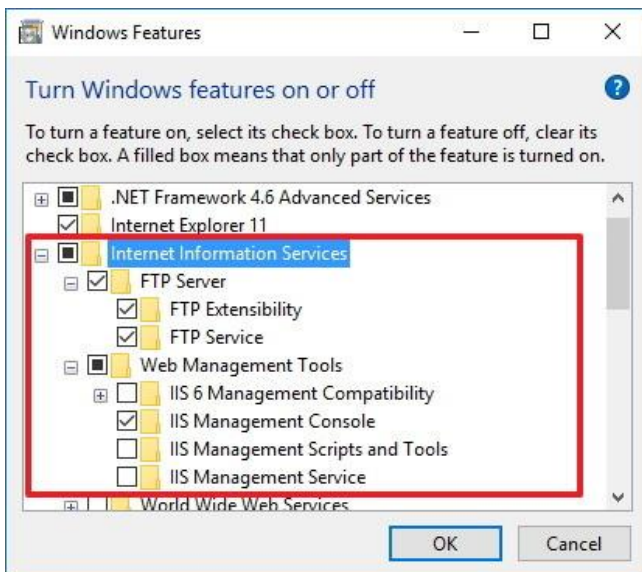 Windows Features
Turn Windows features on or off
To turn a feature on, select its check box. To turn a feature off, clear its
check box. A filled box means that only part of the feature is turned on.
.NET Framework 4.6 Advanced Services
Internet Explorer 11
Internet Information Services
FTP Server
FTP Extensibility
FTP Service
Web Management Tools
IIS 6 Management Compatibility
IIS Management Console
IIS Management Scripts and Tools
IIS Management Service
World Wide Web Services
OK Cancel